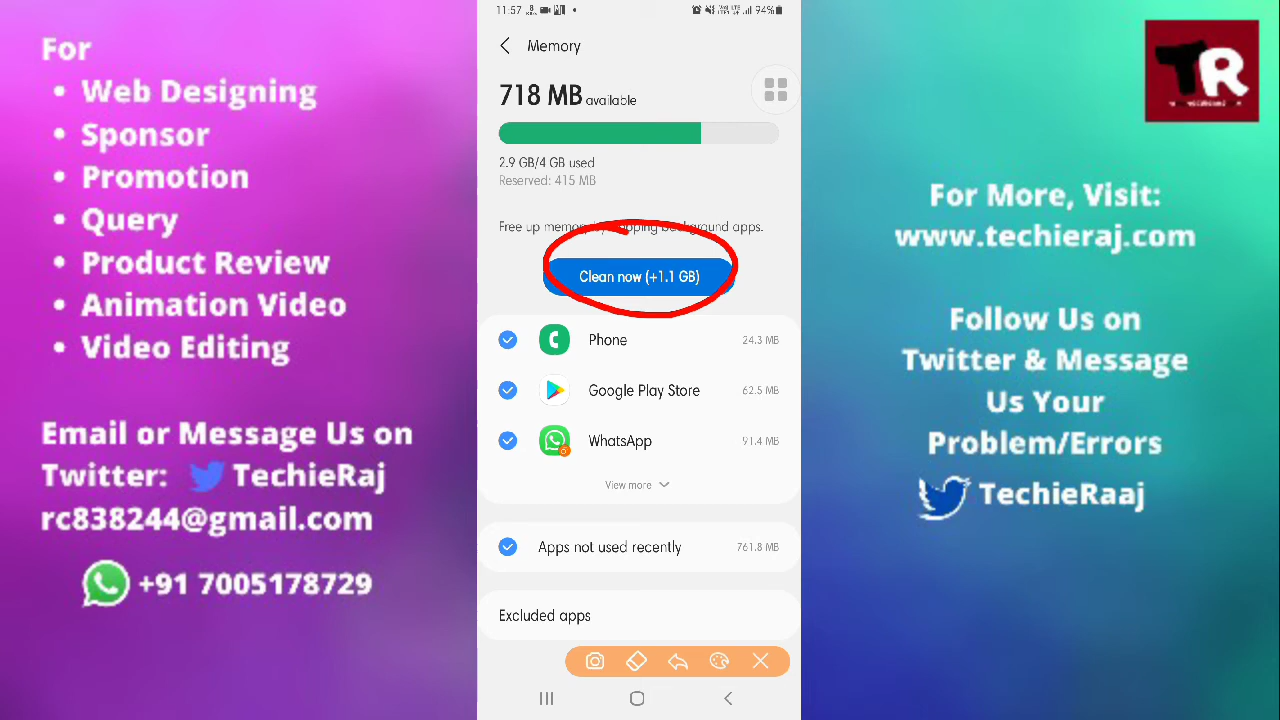 For
• Web Designing
• Sponsor
• Promotion
• Query
• Product Review
• Animation Video
• Video Editing
Email or Message Us on
Twitter: TechieRaj
rc838244@gmail.com
+91 7005178729
11:57
94%
Memory
718 MB available
2.9 GB/4 GB used
Reserved: 415 MB
Free up memory by stopping background apps.
Clean now (+1.1 GB)
Phone 24.3 MB
Google Play Store 62.5 MB
WhatsApp 91.4 MB
View more
Apps not used recently 761.8 MB
Excluded apps
TR
For More, Visit:
www.techieraj.com
Follow Us on
Twitter & Message
Us Your
Problem/Errors
TechieRaaj